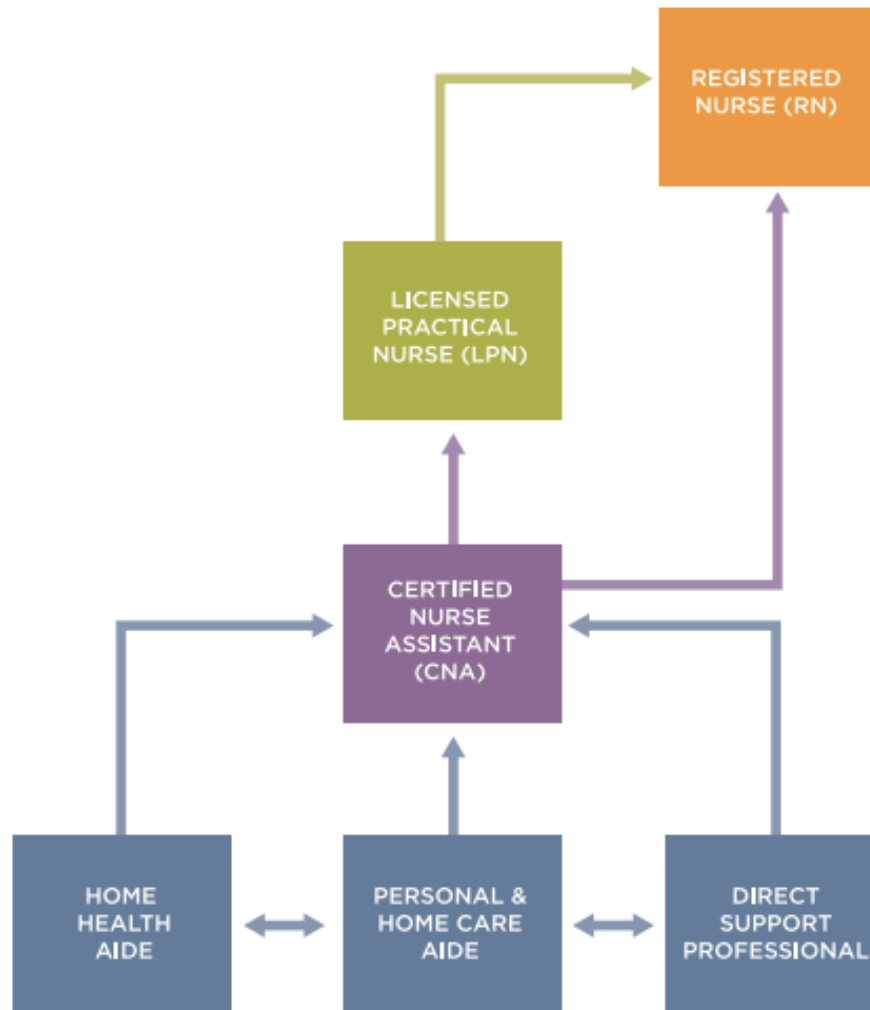 REGISTERED
NURSE (RN)
LICENSED
PRACTICAL
NURSE (LPN)
CERTIFIED
NURSE
ASSISTANT
(CNA)
HOME
HEALTH
AIDE
PERSONAL &
HOME CARE
AIDE
DIRECT
SUPPORT
PROFESSIONAL